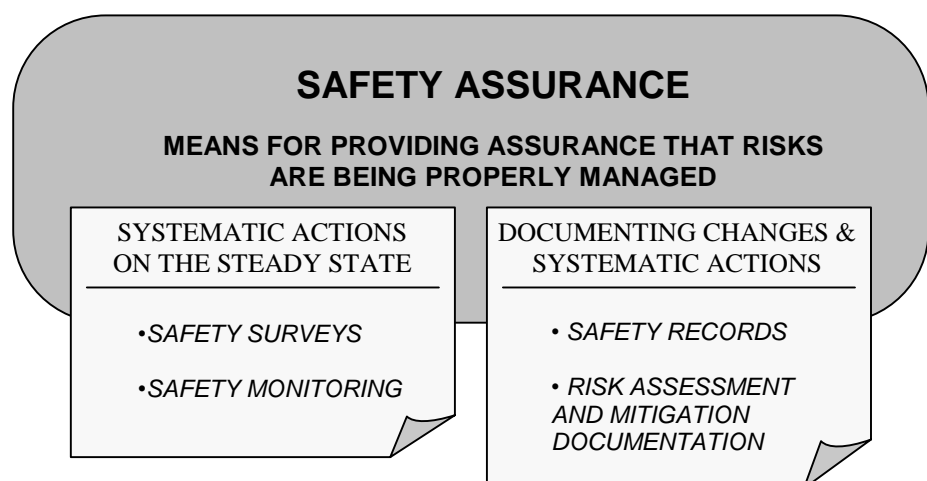 SAFETY ASSURANCE
MEANS FOR PROVIDING ASSURANCE THAT RISKS
ARE BEING PROPERLY MANAGED
SYSTEMATIC ACTIONS
ON THE STEADY STATE
•SAFETY SURVEYS
•SAFETY MONITORING
DOCUMENTING CHANGES &
SYSTEMATIC ACTIONS
• SAFETY RECORDS
• RISK ASSESSMENT
AND MITIGATION
DOCUMENTATION